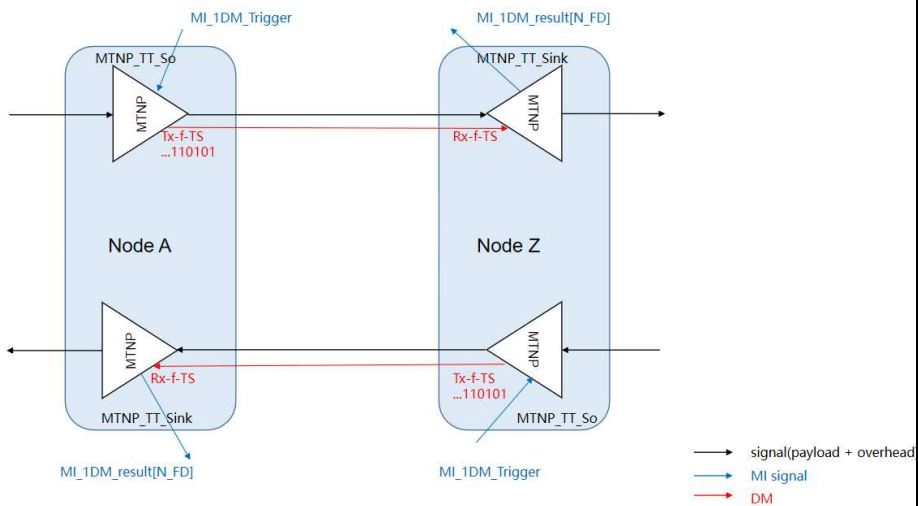 MI_1DM_Trigger
MI_1DM_result[N_FD]
MTNP_TT_So
MTNP_TT_Sink
MTNP
MTNP
Tx-f-TS
...110101
Rx-f-TS
Node A
Node Z
MTNP
MTNP
Rx-f-TS
Tx-f-TS
...110101
MTNP_TT_Sink
MTNP_TT_So
MI_1DM_result[N_FD]
MI_1DM_Trigger
signal(payload + overhead
MI signal
DM